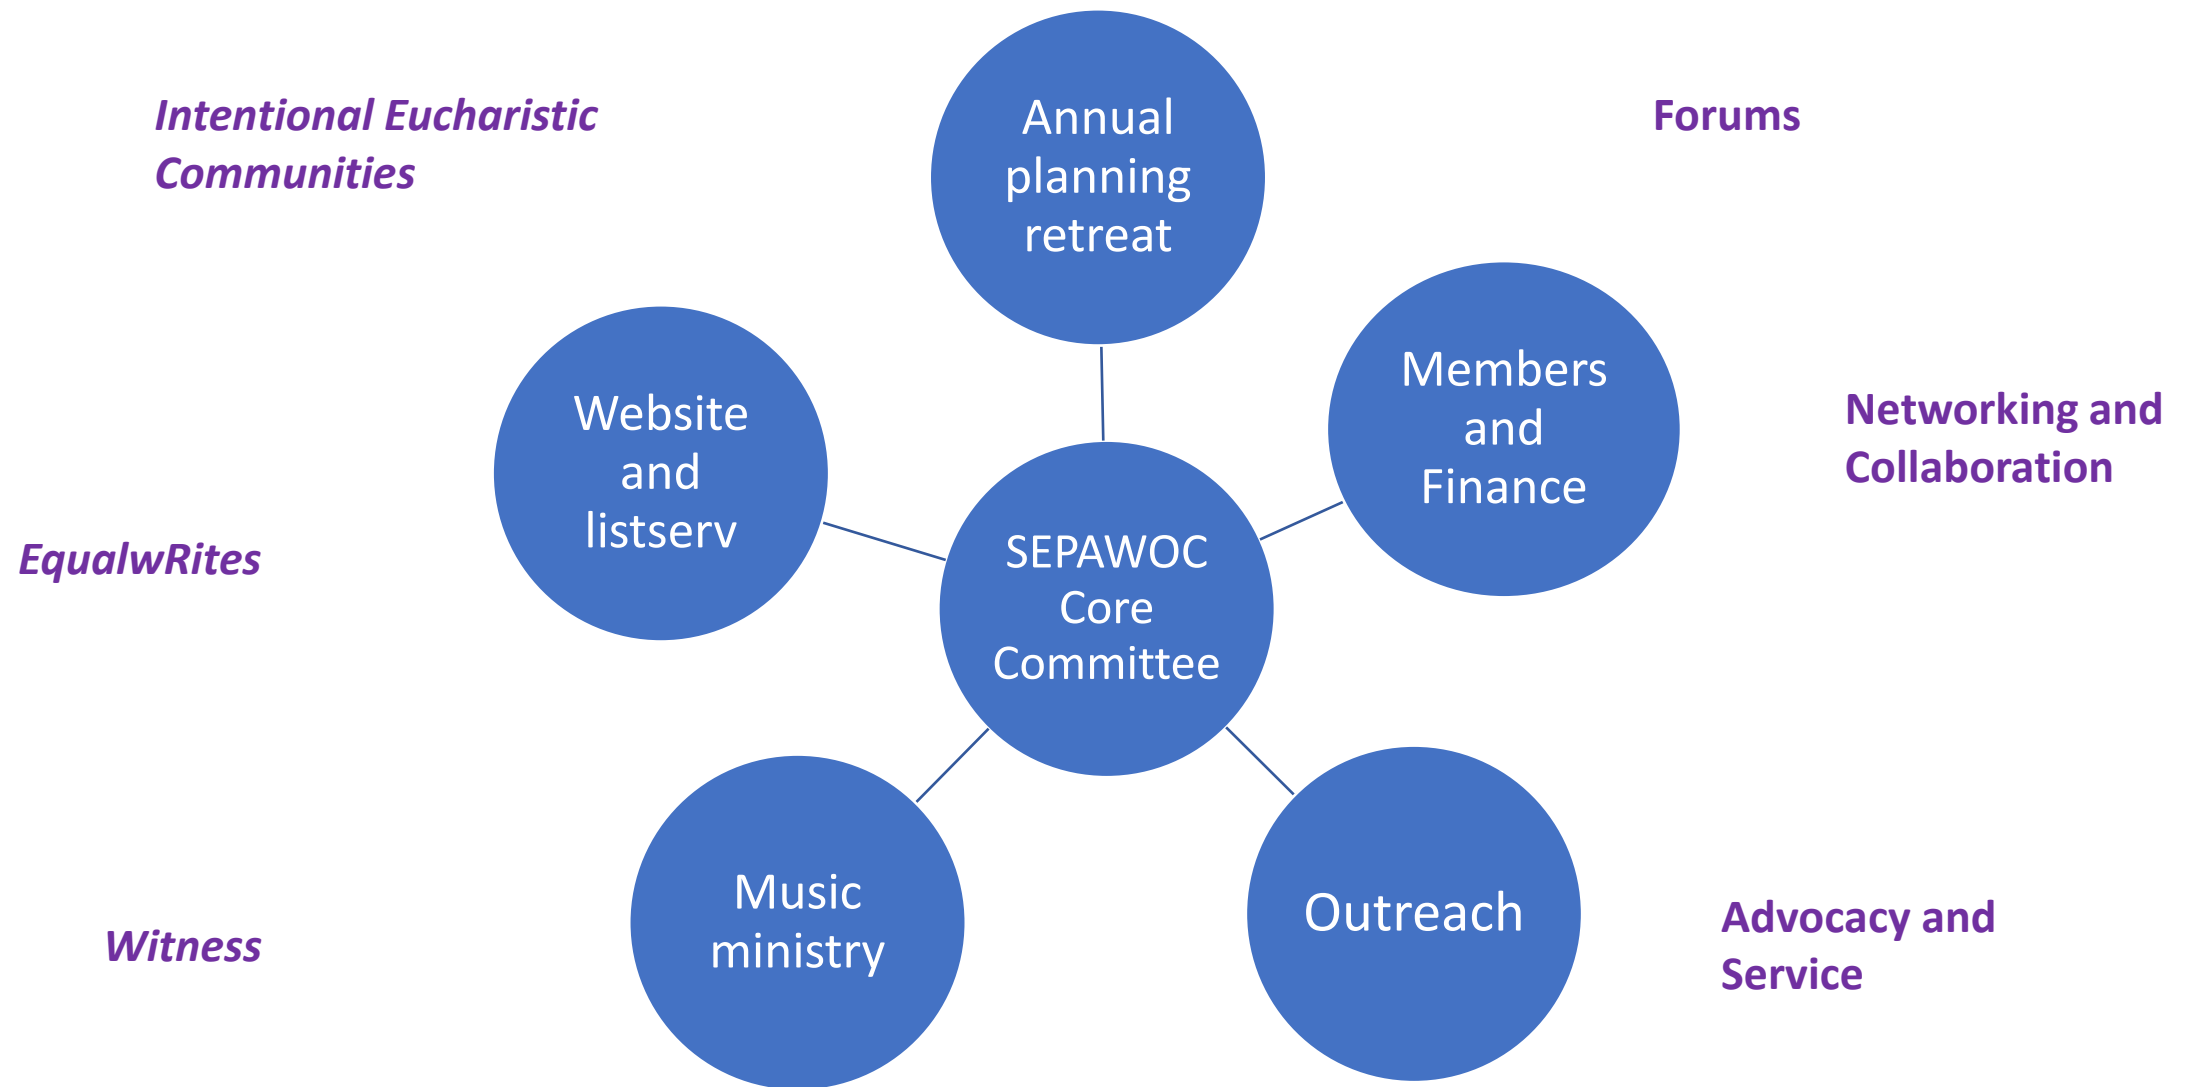 Intentional Eucharistic
Communities
Annual
planning
retreat
Forums
Website
and
listserv
Members
and
Finance
Networking and
Collaboration
EqualwRites
SEPAWOC
Core
Committee
Witness
Music
ministry
Outreach
Advocacy and
Service